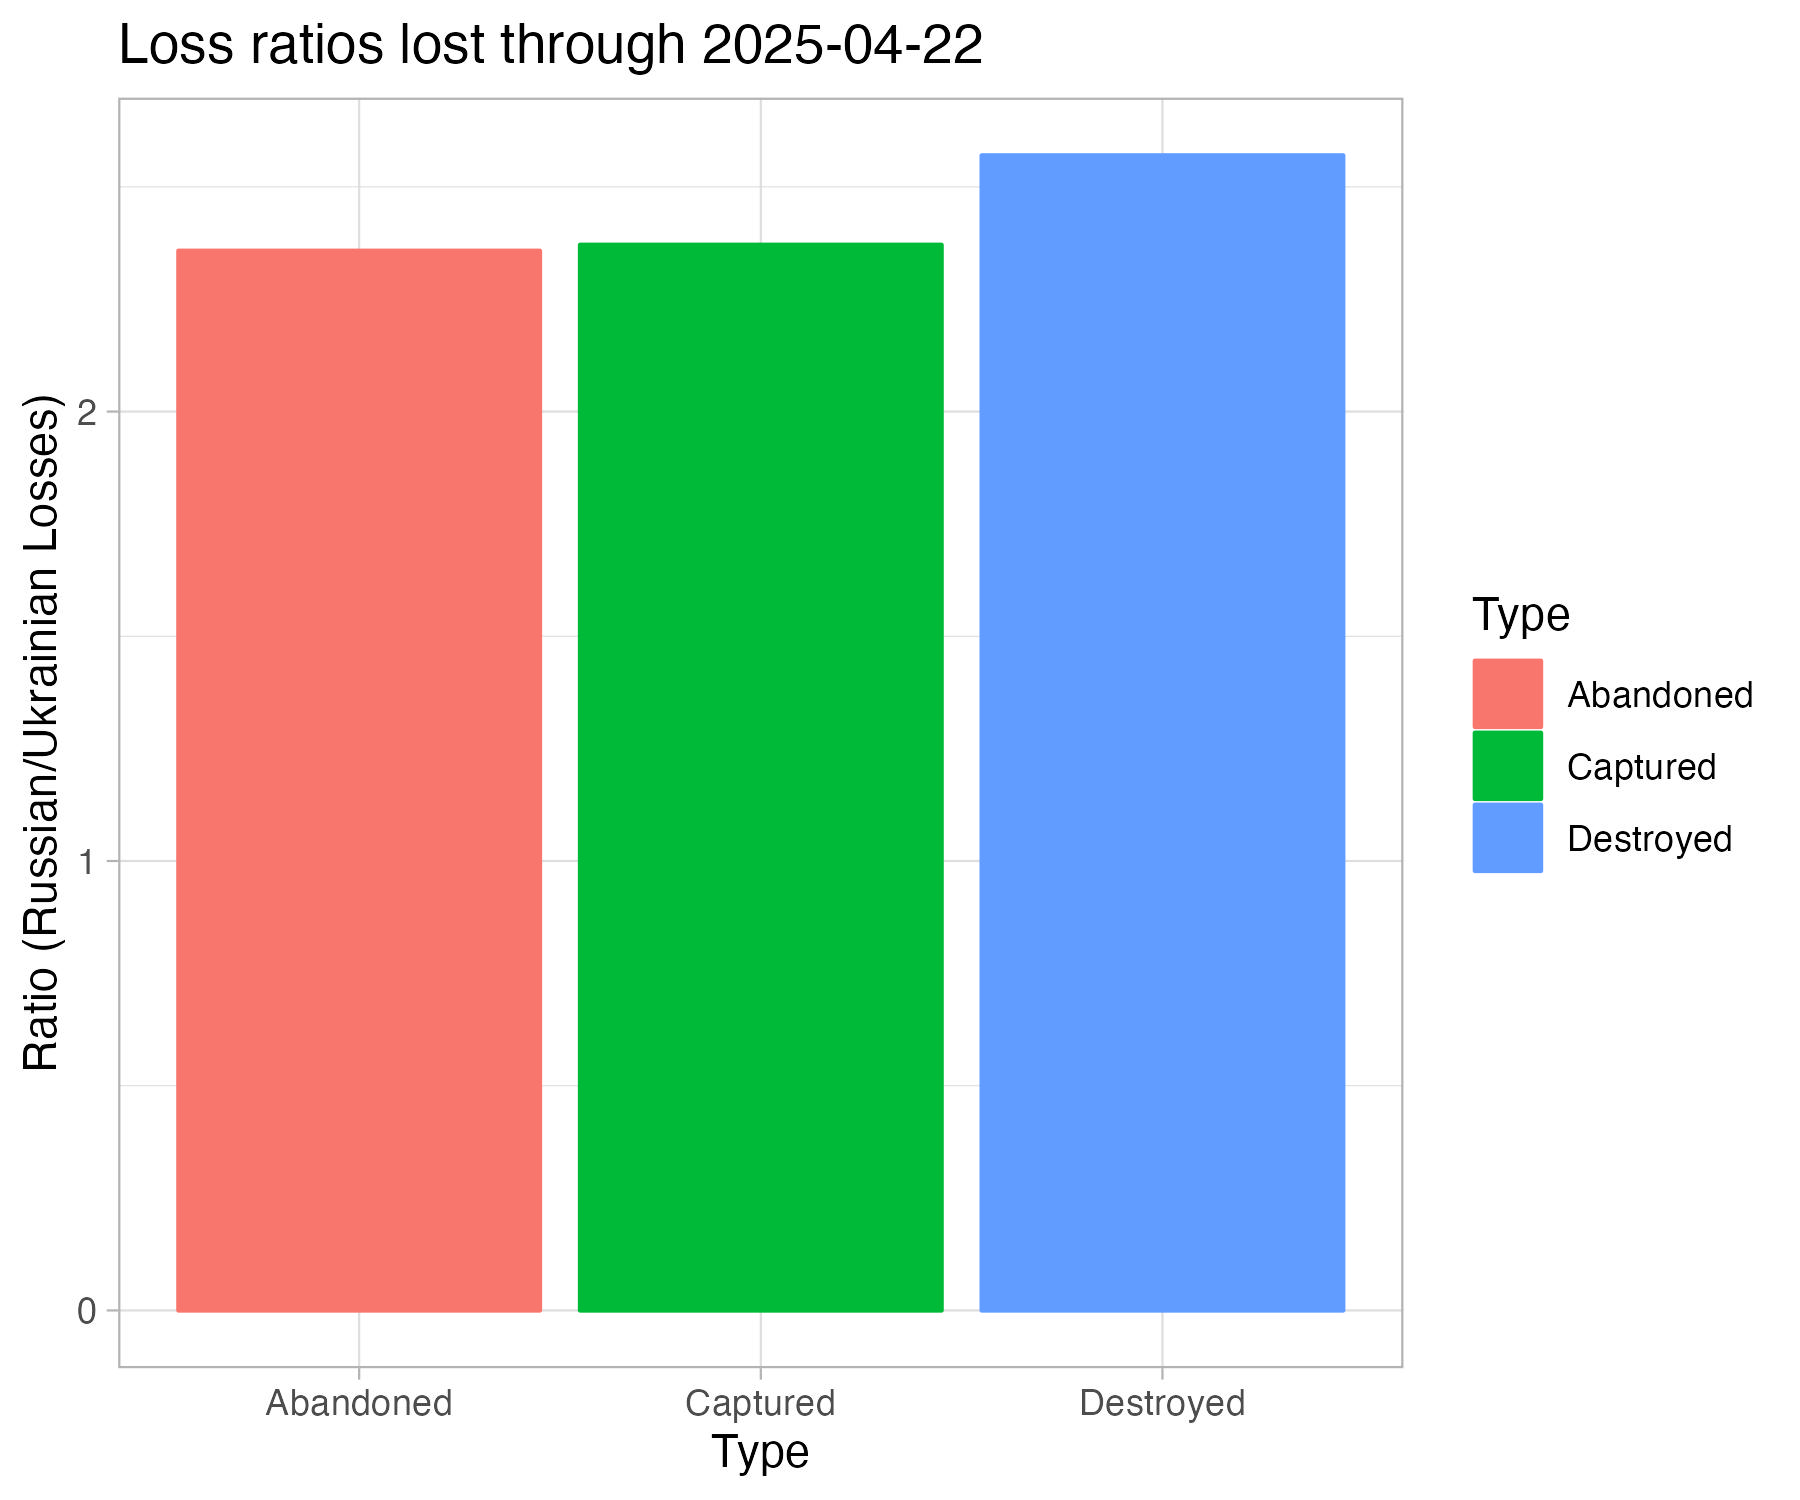 Loss ratios lost through 2025-04-22
Ratio (Russian/Ukrainian Losses)
2
1
0
Abandoned
Captured
Destroyed
Type
Type
Abandoned
Captured
Destroyed